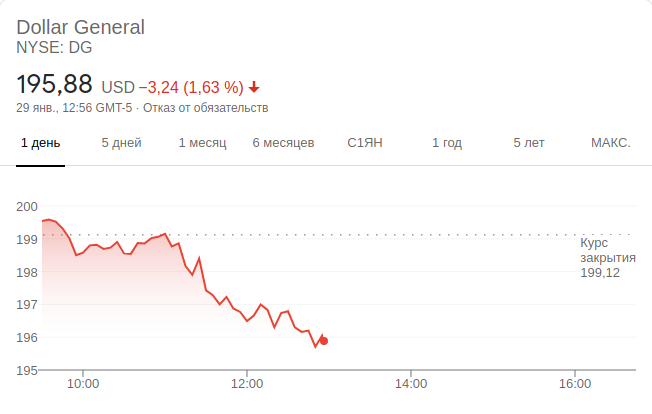 Dollar General
NYSE: DG
195,88 USD −3,24 (1,63 %)
29 янв., 12:56 GMT-5 · Отказ от обязательств
1 день 5 дней 1 месяц 6 месяцев С1ЯН 1 год 5 лет МАКС.
200
199
Курс
закрытия
199,12
198
197
196
195
10:00 12:00 14:00 16:00